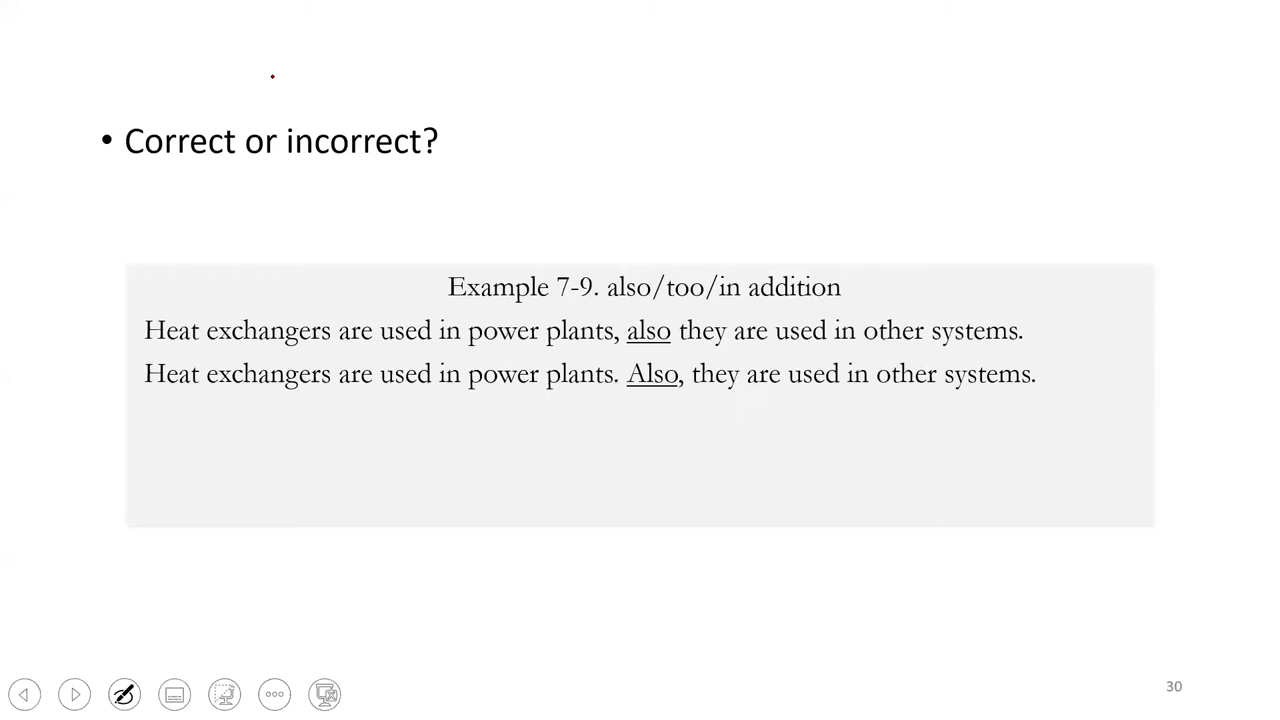 • Correct or incorrect?
Example 7-9. also/too/in addition
Heat exchangers are used in power plants, also they are used in other systems.
Heat exchangers are used in power plants. Also, they are used in other systems.
30